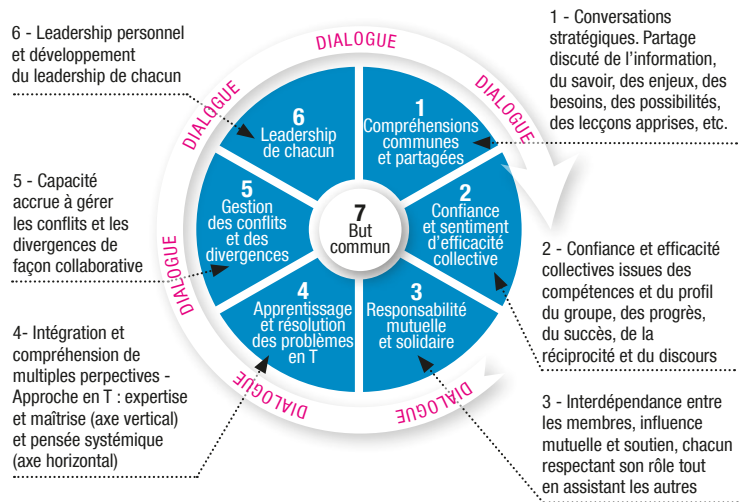 6 - Leadership personnel
et développement
du leadership de chacun
1 - Conversations
stratégiques. Partage
discuté de l'information,
du savoir, des enjeux, des
besoins, des possibilités,
des lecçons apprises, etc.
5 - Capacité
accrue à gérer
les conflits et les
divergences de
façon collaborative
2 - Confiance et efficacité
collectives issues des
compétences et du profil
du groupe, des progrès,
du succès, de la
réciprocité et du discours
4- Intégration et
compréhension de
multiples perpectives -
Approche en T : expertise
et maîtrise (axe vertical)
et pensée systémique
(axe horizontal)
3 - Interdépendance entre
les membres, influence
mutuelle et soutien, chacun
respectant son rôle tout
en assistant les autres
DIALOGUE
DIALOGUE
DIALOGUE
DIALOGUE
DIALOGUE
DIALOGUE
1
Compréhensions
communes
et partagées
2
Confiance
et sentiment
d'efficacité
collective
3
Responsabilité
mutuelle
et solidaire
4
Apprentissage
et résolution
des problèmes
en T
5
Gestion
des conflits
et des
divergences
6
Leadership
de chacun
7
But
commun